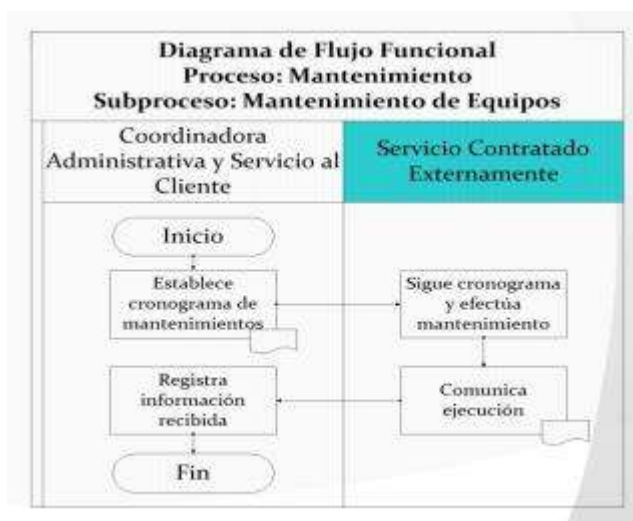 Diagrama de Flujo Funcional
Proceso: Mantenimiento
Subproceso: Mantenimiento de Equipos
Coordinadora
Administrativa y Servicio al
Cliente
Servicio Contratado
Externamente
Inicio
Establece
cronograma de
mantenimientos
Sigue cronograma
y efectúa
mantenimiento
Registra
información
recibida
Comunica
ejecución
Fin